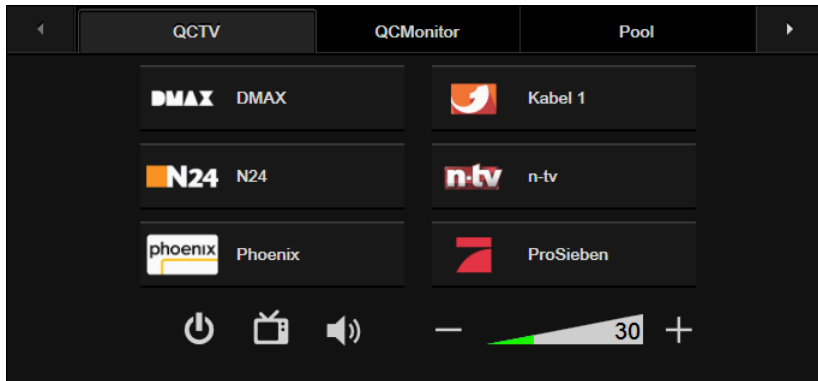 QCTV QCMonitor Pool
DMAX DMAX Kabel 1
N24 N24 n-tv n-tv
phoenix Phoenix ProSieben
30